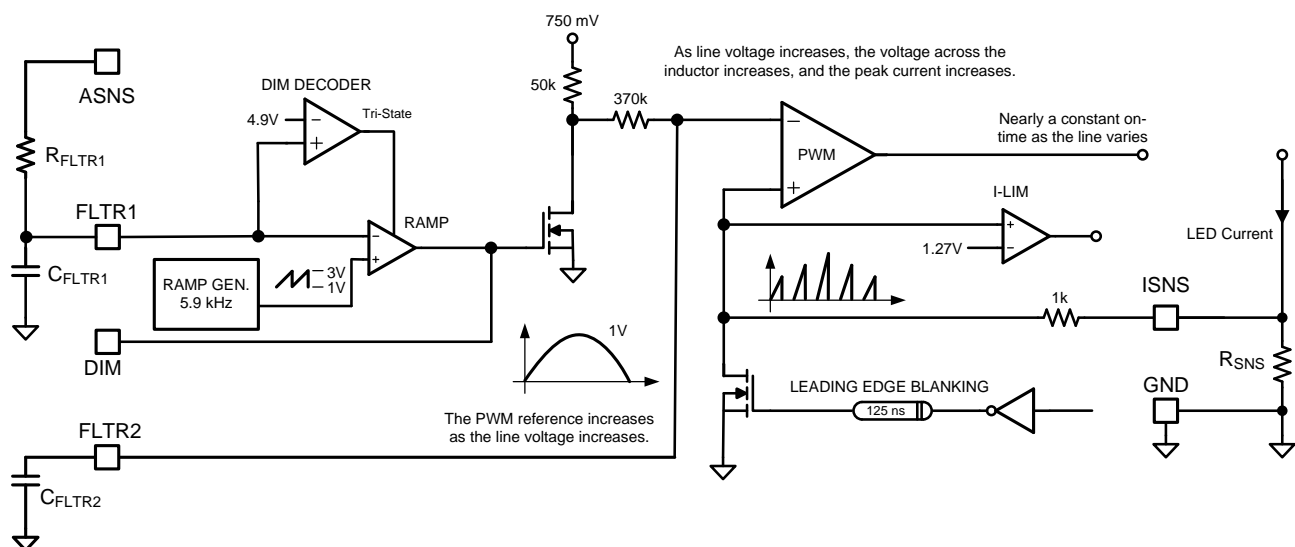 750 mV
ASNS
50k
As line voltage increases, the voltage across the
inductor increases, and the peak current increases.
DIM DECODER
4.9V
Tri-State
370k
−
+
RFLTR1
−
PWM
+
Nearly a constant on-
time as the line varies
FLTR1
RAMP
−
+
I-LIM
+
−
1.27V
LED Current
CFLTR1
RAMP GEN.
5.9 kHz
3V
1V
DIM
1V
1k
ISNS
RSNS
GND
LEADING EDGE BLANKING
125 ns
The PWM reference increases
as the line voltage increases.
FLTR2
CFLTR2